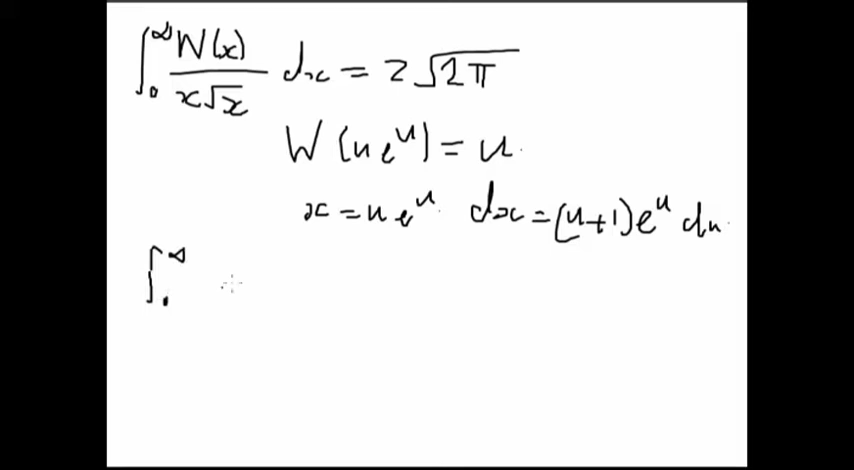 ∫₀^∞ W(x)/(x√x) dx = 2√(2π)
W(ue^u) = u.
x = ue^u. dx = (u+1)e^u du.
∫₀^∞